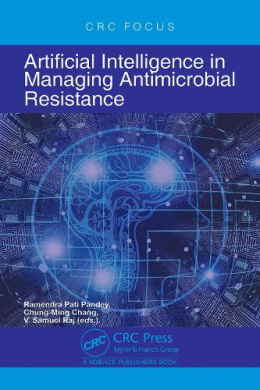 CRC FOCUS
Artificial Intelligence in
Managing Antimicrobial
Resistance
Ramendra Pati Pandey,
Chung-Ming Chang,
V. Samuel Raj (eds.).
CRC
CRC Press
Taylor & Francis Group
A SCIENCE PUBLISHERS BOOK